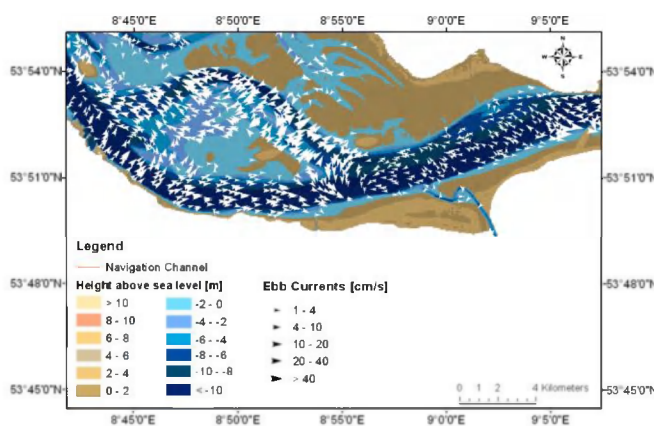 8°45'0"E 8°50'0"E 8°55'0"E 9°0'0"E 9°5'0"E
N
W E
S
53°54'0"N 53°54'0"N
53°51'0"N 53°51'0"N
53°48'0"N 53°48'0"N
53°45'0"N 53°45'0"N
Legend
Navigation Channel
Height above sea level [m]
> 10
8 - 10
6 - 8
4 - 6
2 - 4
0 - 2
-2 - 0
-4 - -2
-6 - -4
-8 - -6
-10 - -8
< -10
Ebb Currents [cm/s]
1 - 4
4 - 10
10 - 20
20 - 40
> 40
0 1 2 4 Kilometers
8°45'0"E 8°50'0"E 8°55'0"E 9°0'0"E 9°5'0"E